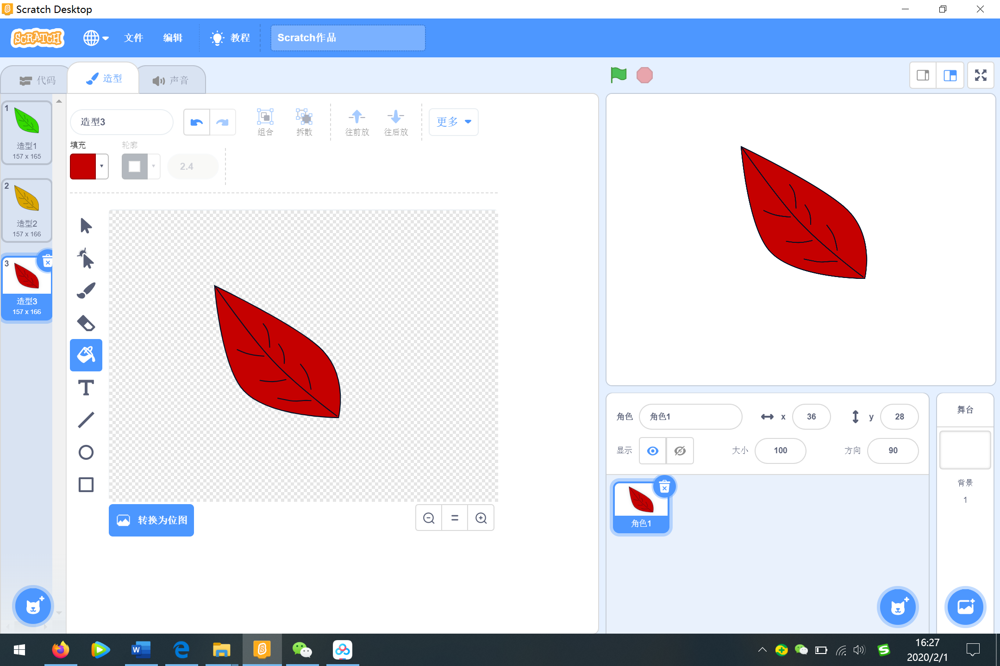 Scratch Desktop
SCRATCH
文件
编辑
教程
Scratch作品
代码
造型
声音
1
造型1
157 x 165
2
造型2
157 x 166
3
造型3
157 x 166
造型3
组合
拆散
往前放
往后放
更多
填充
轮廓
2.4
转换为位图
角色
角色1
x
36
y
28
显示
大小
100
方向
90
角色1
舞台
背景
1
16:27
2020/2/1